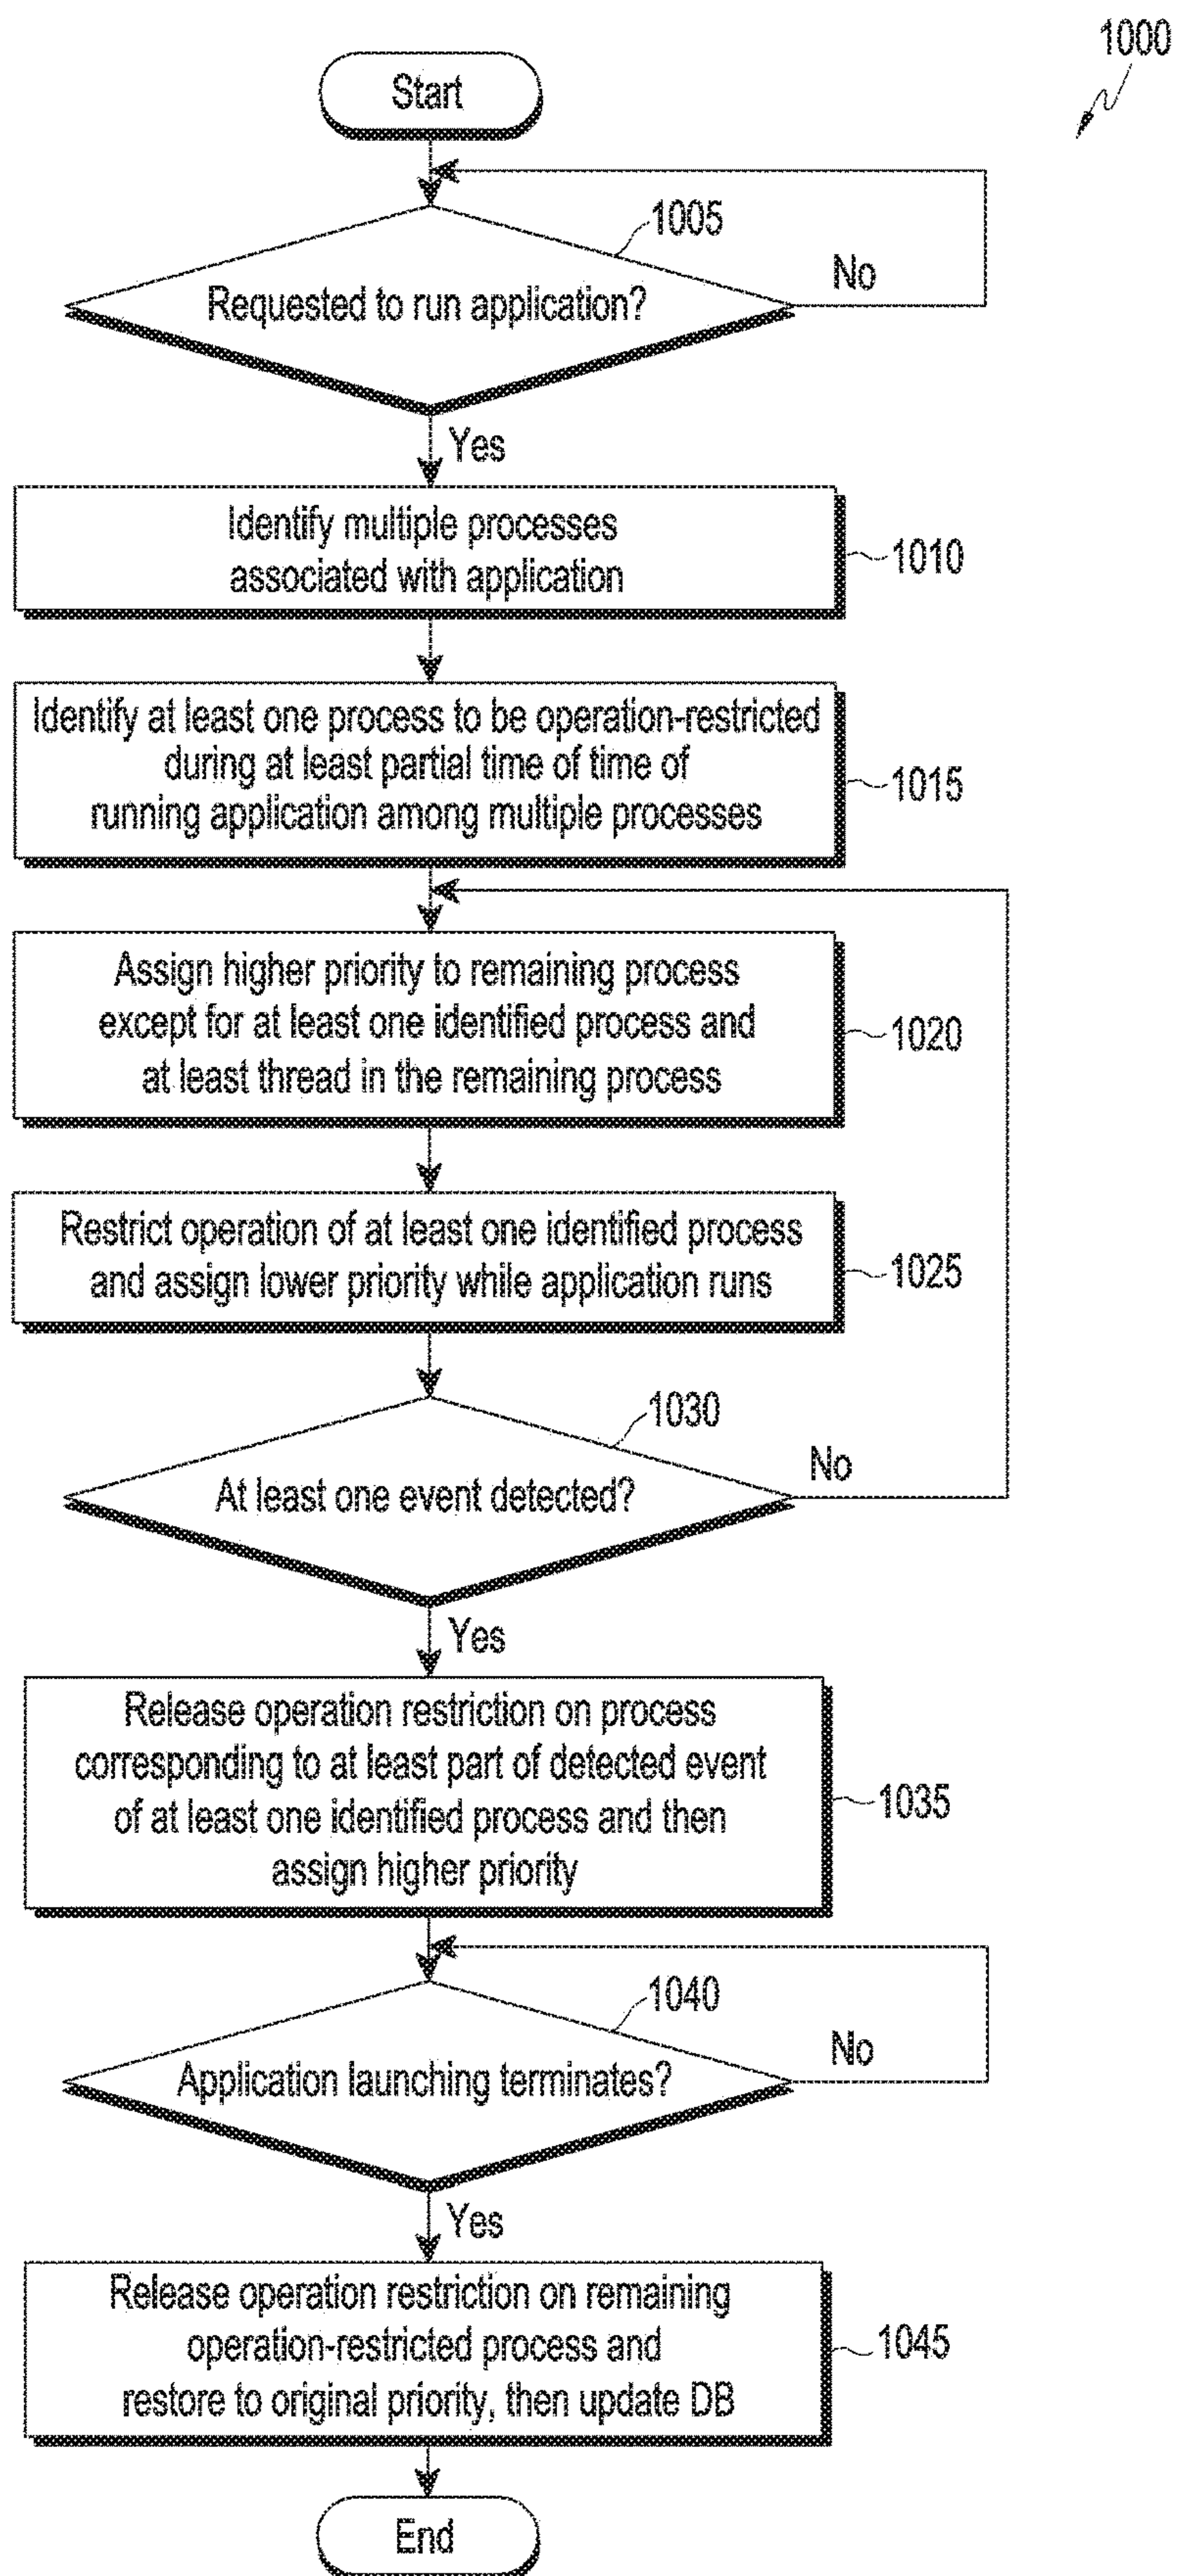 1000
Start
1005
Requested to run application?
No
Yes
Identify multiple processes
associated with application
1010
Identify at least one process to be operation-restricted
during at least partial time of time of
running application among multiple processes
1015
Assign higher priority to remaining process
except for at least one identified process and
at least thread in the remaining process
1020
Restrict operation of at least one identified process
and assign lower priority while application runs
1025
1030
At least one event detected?
No
Yes
Release operation restriction on process
corresponding to at least part of detected event
of at least one identified process and then
assign higher priority
1035
1040
Application launching terminates?
No
Yes
Release operation restriction on remaining
operation-restricted process and
restore to original priority, then update DB
1045
End